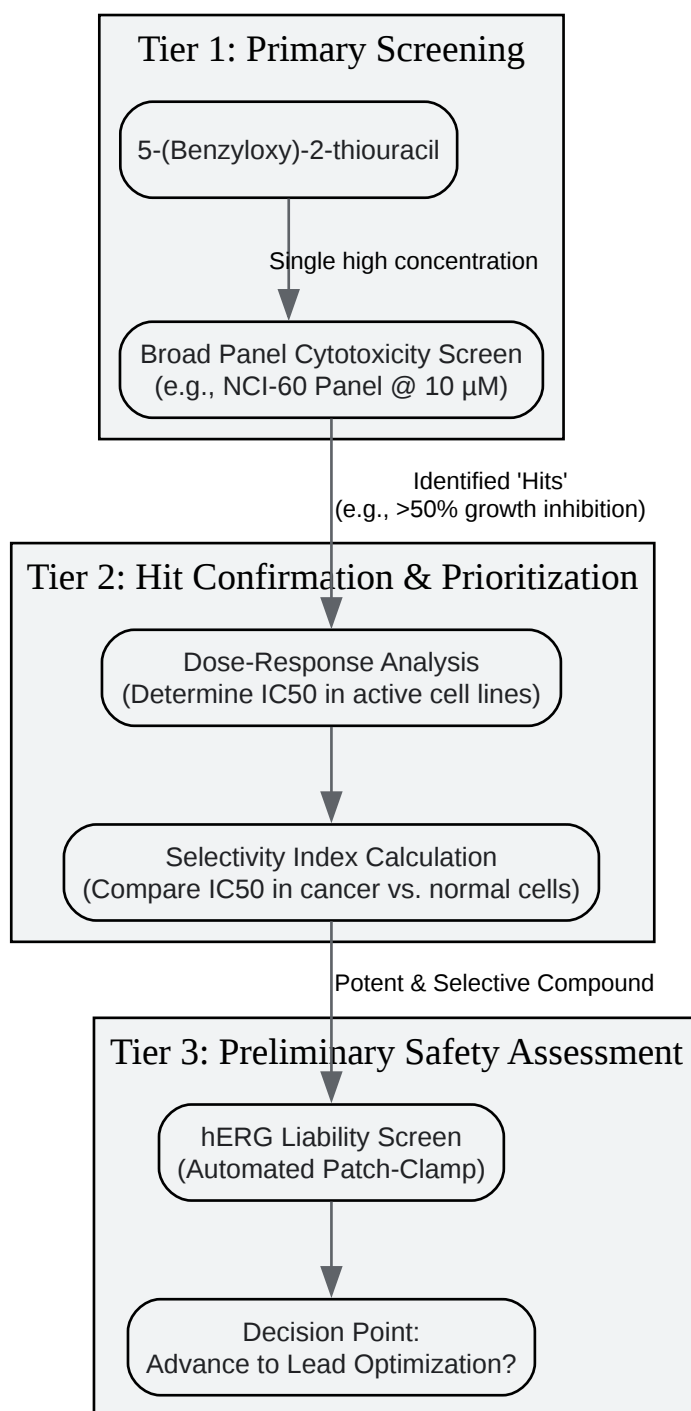 Tier 1: Primary Screening
5-(Benzyloxy)-2-thiouracil
Single high concentration
Broad Panel Cytotoxicity Screen
(e.g., NCI-60 Panel @ 10 µM)
Identified 'Hits'
(e.g., >50% growth inhibition)
Tier 2: Hit Confirmation & Prioritization
Dose-Response Analysis
(Determine IC50 in active cell lines)
Selectivity Index Calculation
(Compare IC50 in cancer vs. normal cells)
Potent & Selective Compound
Tier 3: Preliminary Safety Assessment
hERG Liability Screen
(Automated Patch-Clamp)
Decision Point:
Advance to Lead Optimization?